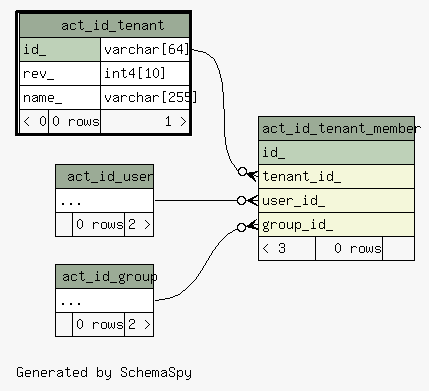 act_id_tenant
id_ varchar[64]
rev_ int4[10]
name_ varchar[255]
< 0 0 rows 1 >
act_id_tenant_member
id_
tenant_id_
user_id_
group_id_
< 3 0 rows
act_id_user
...
0 rows 2 >
act_id_group
...
0 rows 2 >
Generated by SchemaSpy